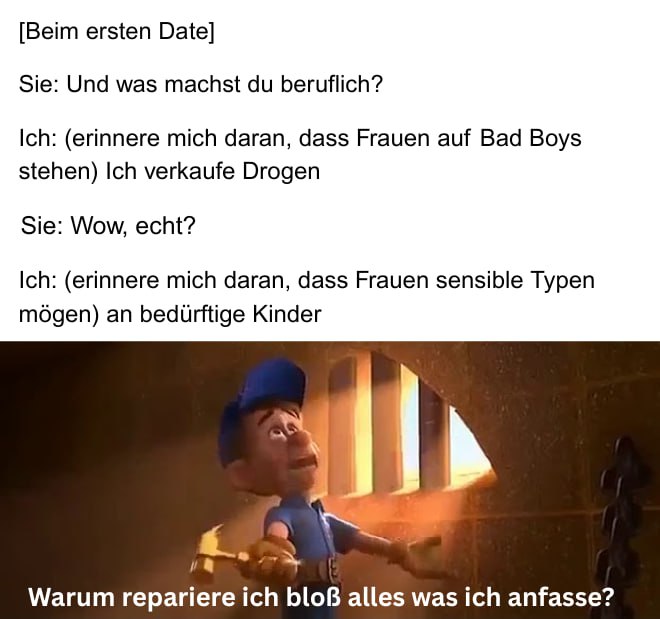 [Beim ersten Date]
Sie: Und was machst du beruflich?
Ich: (erinnere mich daran, dass Frauen auf Bad Boys
stehen) Ich verkaufe Drogen
Sie: Wow, echt?
Ich: (erinnere mich daran, dass Frauen sensible Typen
mögen) an bedürftige Kinder
Warum repariere ich bloß alles was ich anfasse?